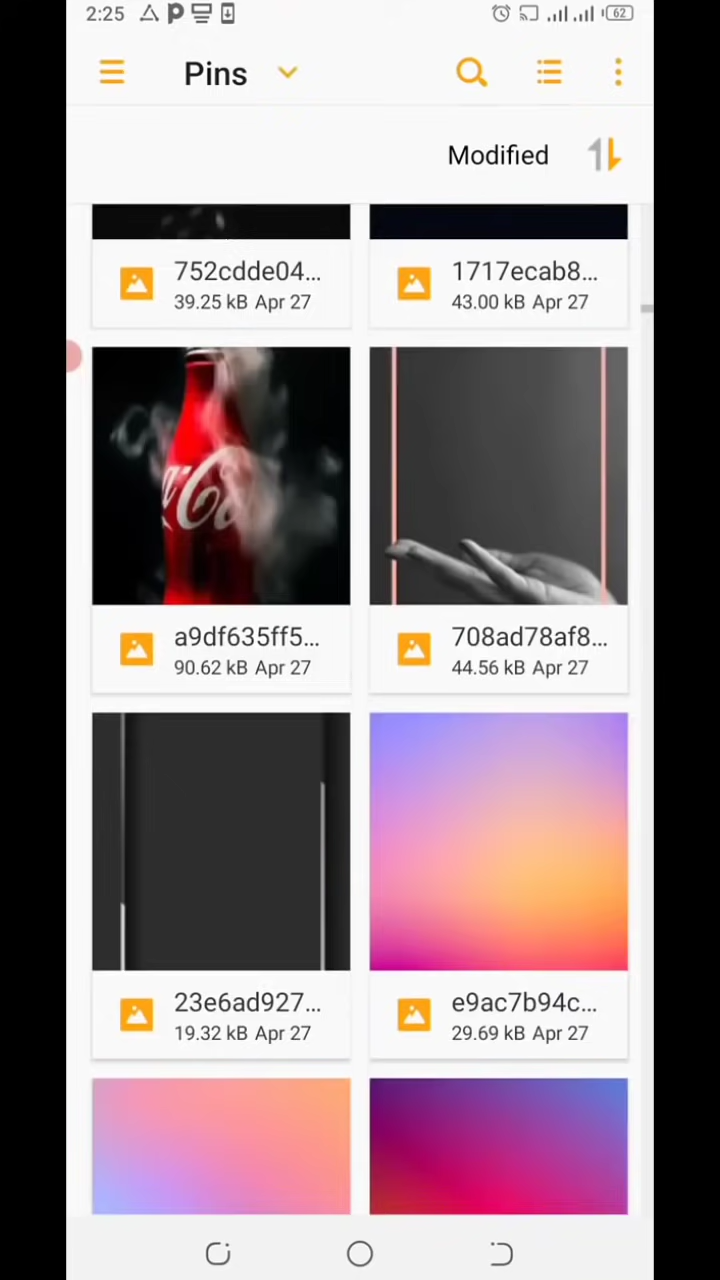 2:25
62
Pins
Modified
752cdde04...
39.25 kB Apr 27
1717ecab8...
43.00 kB Apr 27
a9df635ff5...
90.62 kB Apr 27
708ad78af8...
44.56 kB Apr 27
23e6ad927...
19.32 kB Apr 27
e9ac7b94c...
29.69 kB Apr 27